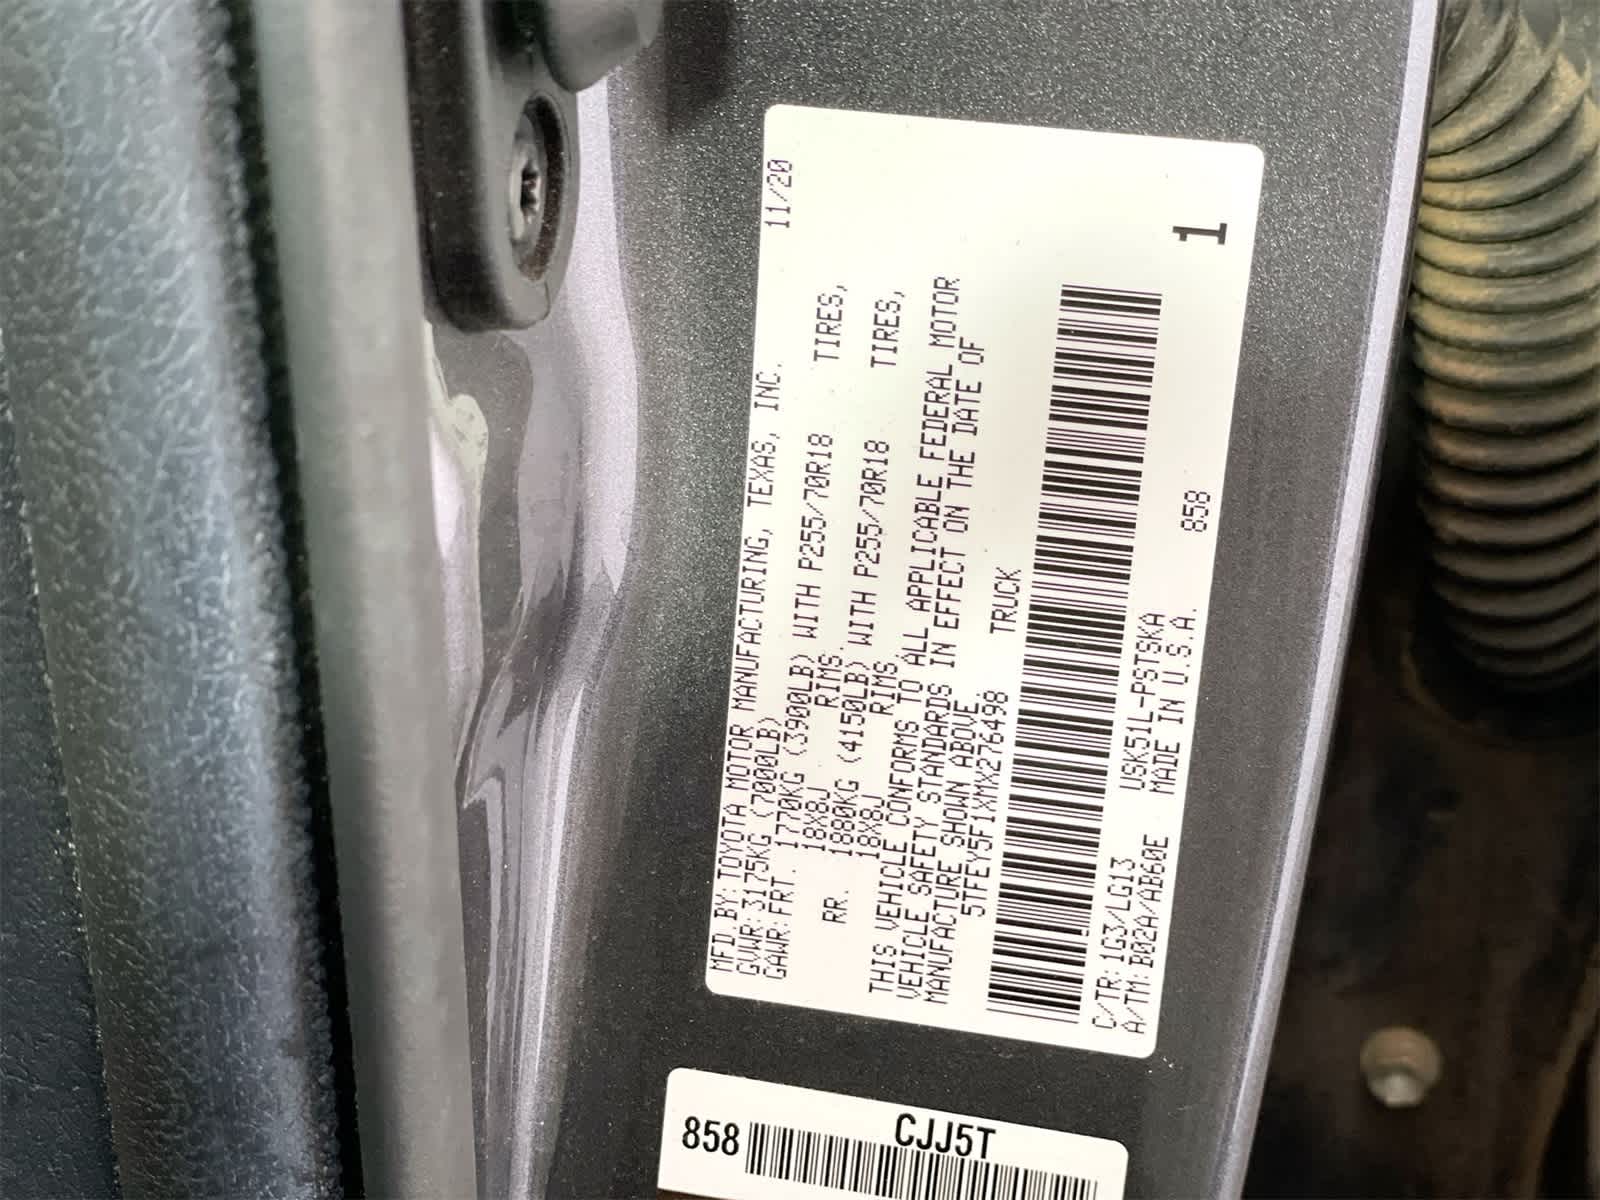 MFD.BY:TOYOTA MOTOR MANUFACTURING, TEXAS, INC. 11/20
GVWR:3175KG (7000LB)
GAWR:FRT. 1770KG (3900LB) WITH P255/70R18 TIRES,
18X8J RIMS.
RR. 1880KG (4150LB) WITH P255/70R18 TIRES,
18X8J RIMS.
THIS VEHICLE CONFORMS TO ALL APPLICABLE FEDERAL MOTOR
VEHICLE SAFETY STANDARDS IN EFFECT ON THE DATE OF
MANUFACTURE SHOWN ABOVE.
5TFEY5F1XMX276498 TRUCK
C/TR:1G3/LG13 USK51L-PSTSKA 858 1
A/TM:B02A/AB60E MADE IN U.S.A.
858 CJJ5T